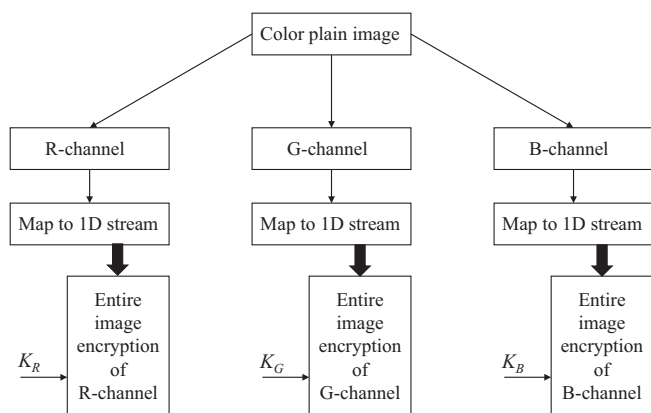 Color plain image
R-channel
G-channel
B-channel
Map to 1D stream
Map to 1D stream
Map to 1D stream
Entire
image
encryption
of
R-channel
Entire
image
encryption
of
G-channel
Entire
image
encryption
of
B-channel
K_R
K_G
K_B